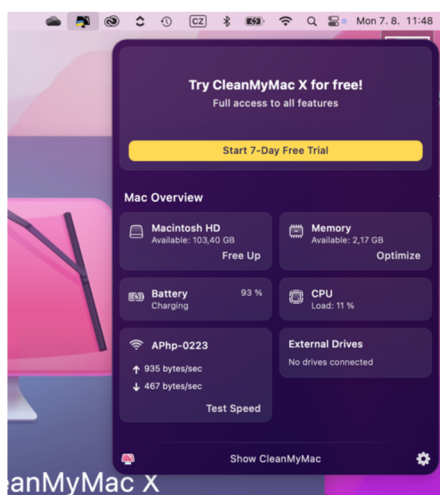 CZ
Mon 7. 8. 11:48
Try CleanMyMac X for free!
Full access to all features
Start 7-Day Free Trial
Mac Overview
Macintosh HD
Available: 103,40 GB
Free Up
Memory
Available: 2,17 GB
Optimize
Battery
93 %
Charging
CPU
Load: 11 %
APhp-0223
935 bytes/sec
467 bytes/sec
Test Speed
External Drives
No drives connected
Show CleanMyMac
eanMyMac X